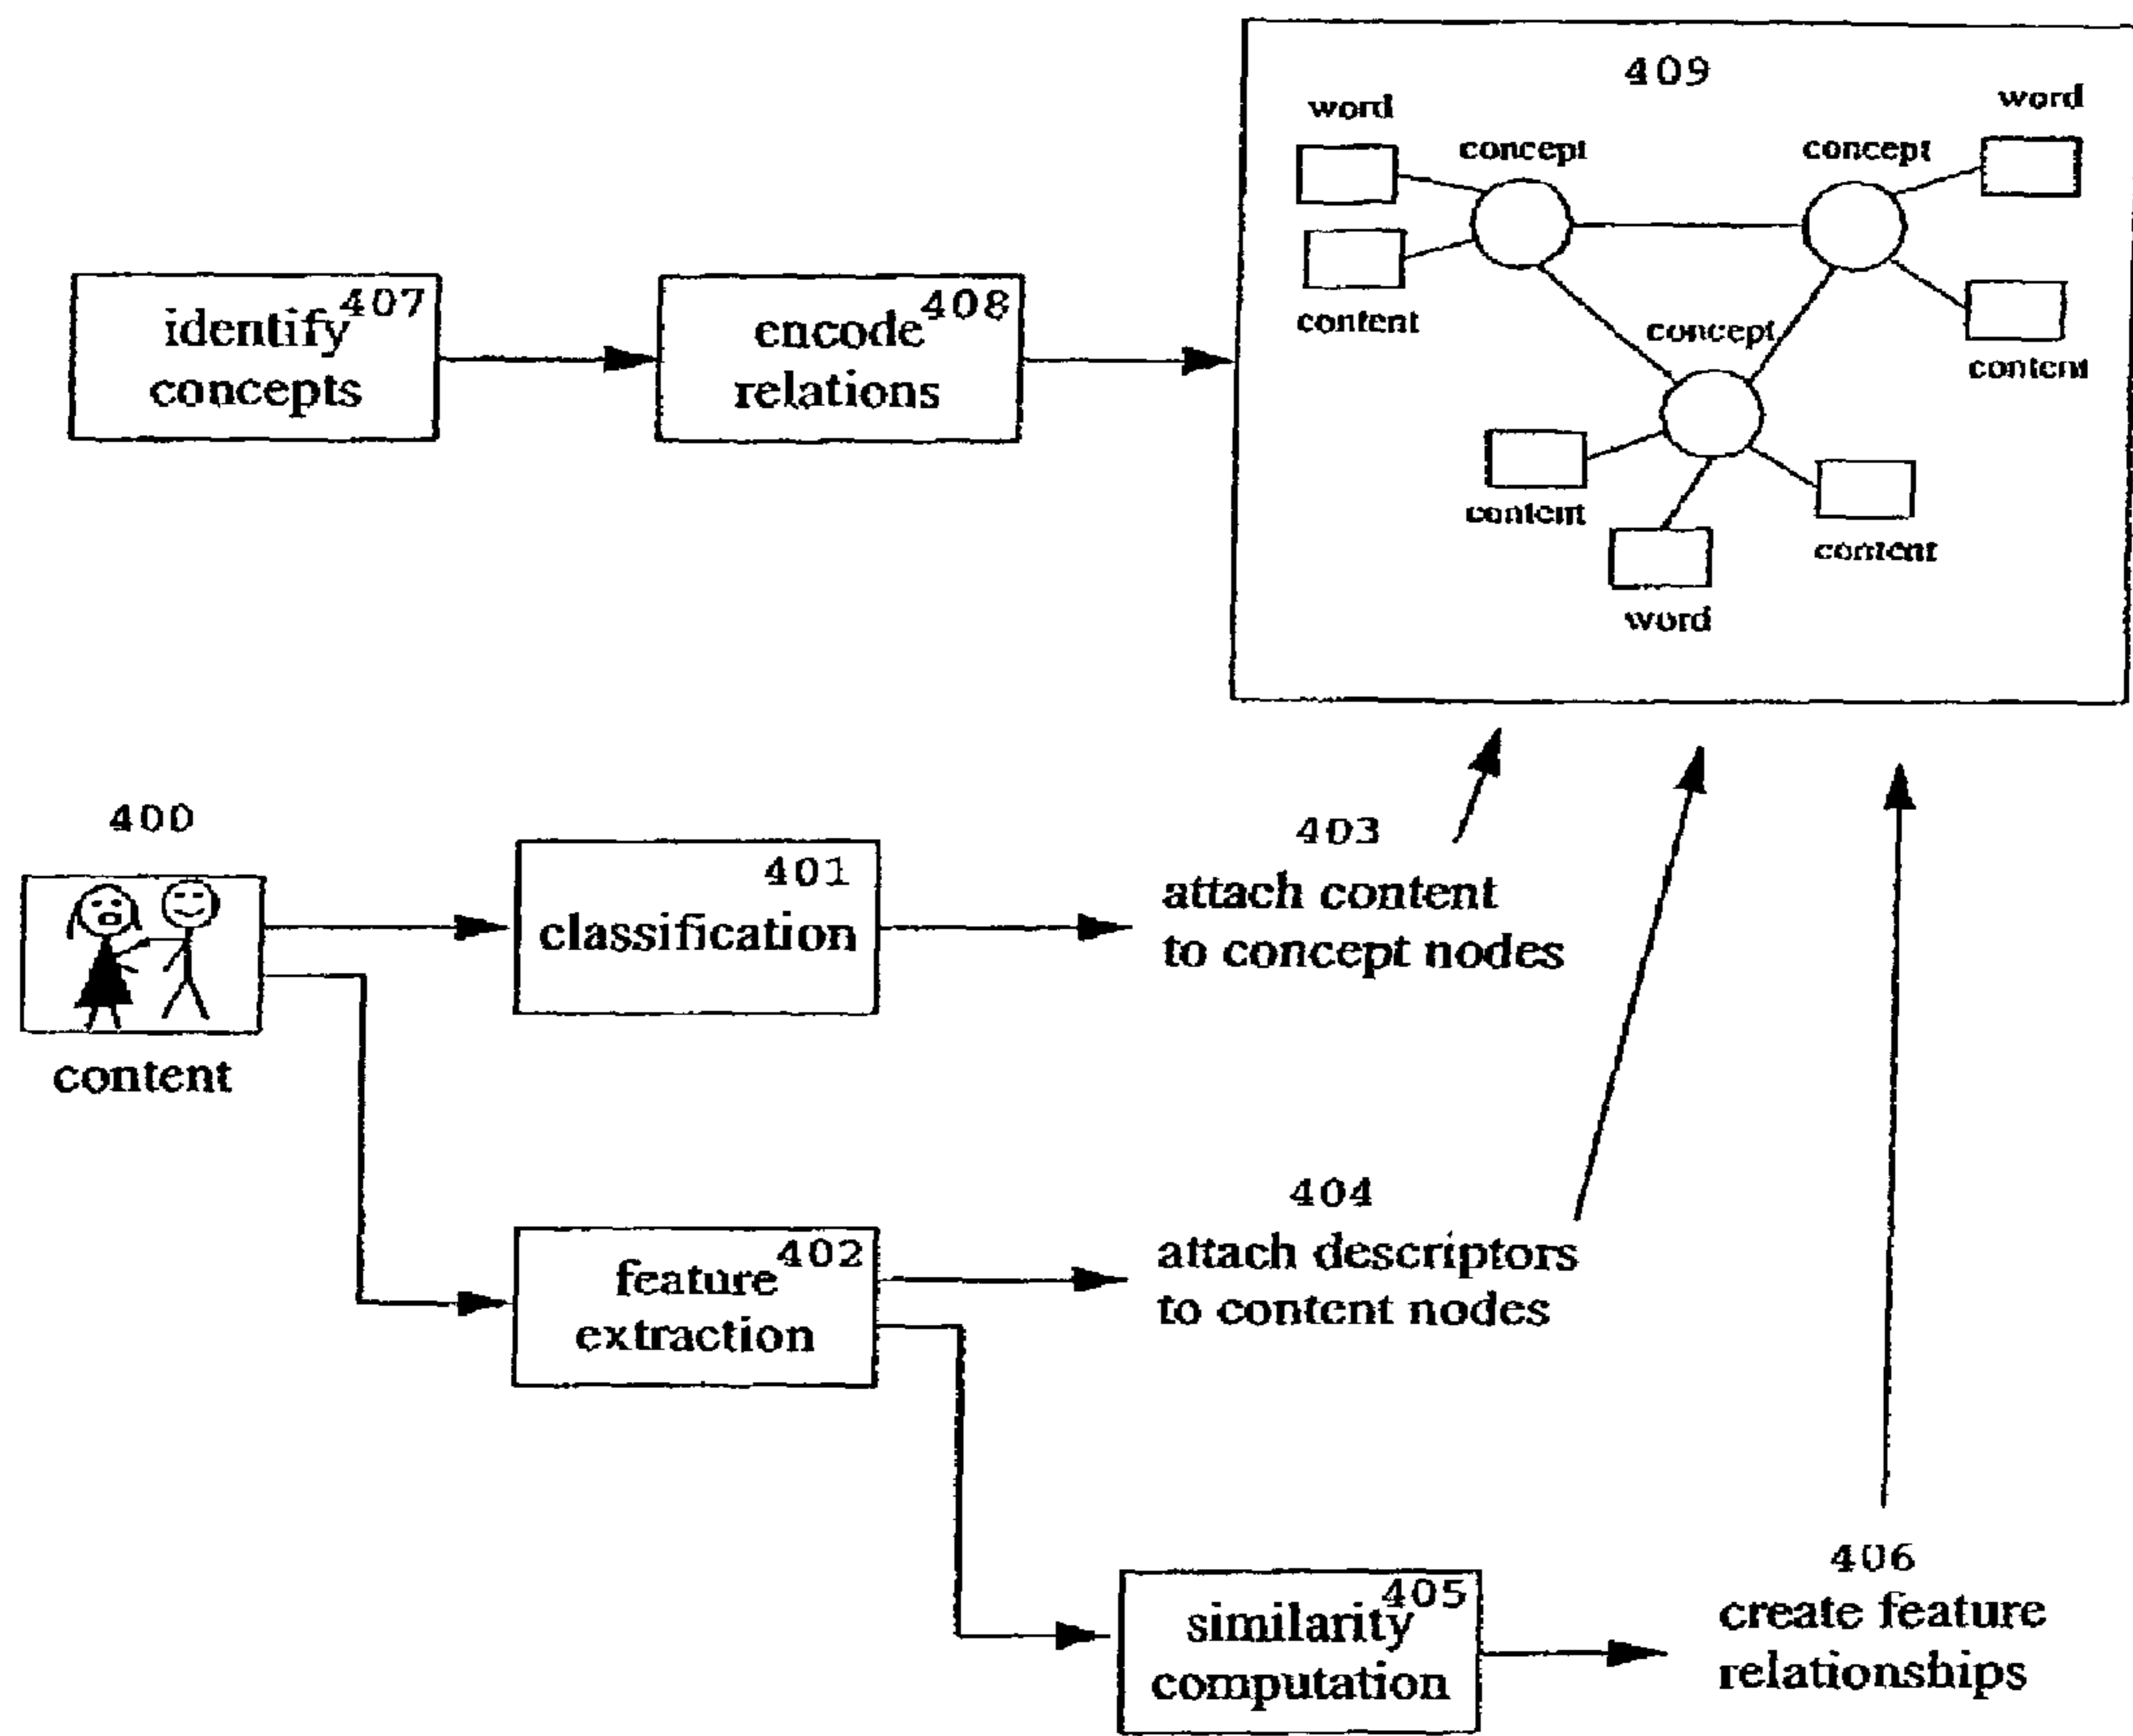 409
word
word
concept
concept
content
concept
content
content
content
word
407
identify
concepts
408
encode
relations
400
content
401
classification
403
attach content
to concept nodes
402
feature
extraction
404
attach descriptors
to content nodes
405
similarity
computation
406
create feature
relationships